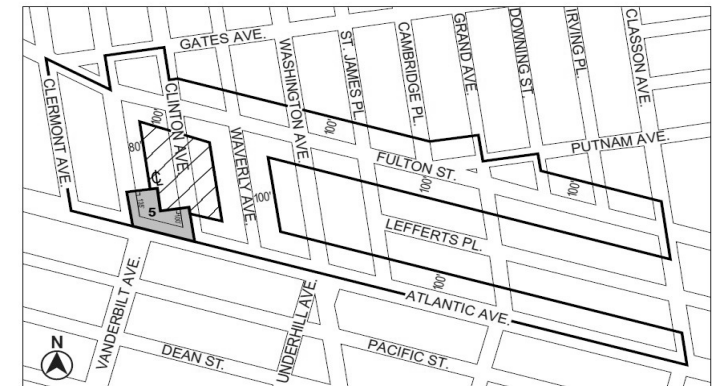 GATES AVE.
CLERMONT AVE.
CLINTON AVE.
WAVERLY AVE.
WASHINGTON AVE.
ST. JAMES PL.
CAMBRIDGE PL.
GRAND AVE.
DOWNING ST.
IRVING PL.
CLASSON AVE.
PUTNAM AVE.
FULTON ST.
LEFFERTS PL.
ATLANTIC AVE.
VANDERBILT AVE.
UNDERHILL AVE.
DEAN ST.
PACIFIC ST.
100'
100'
80'
100'
100'
100'
100'
100'
5
N